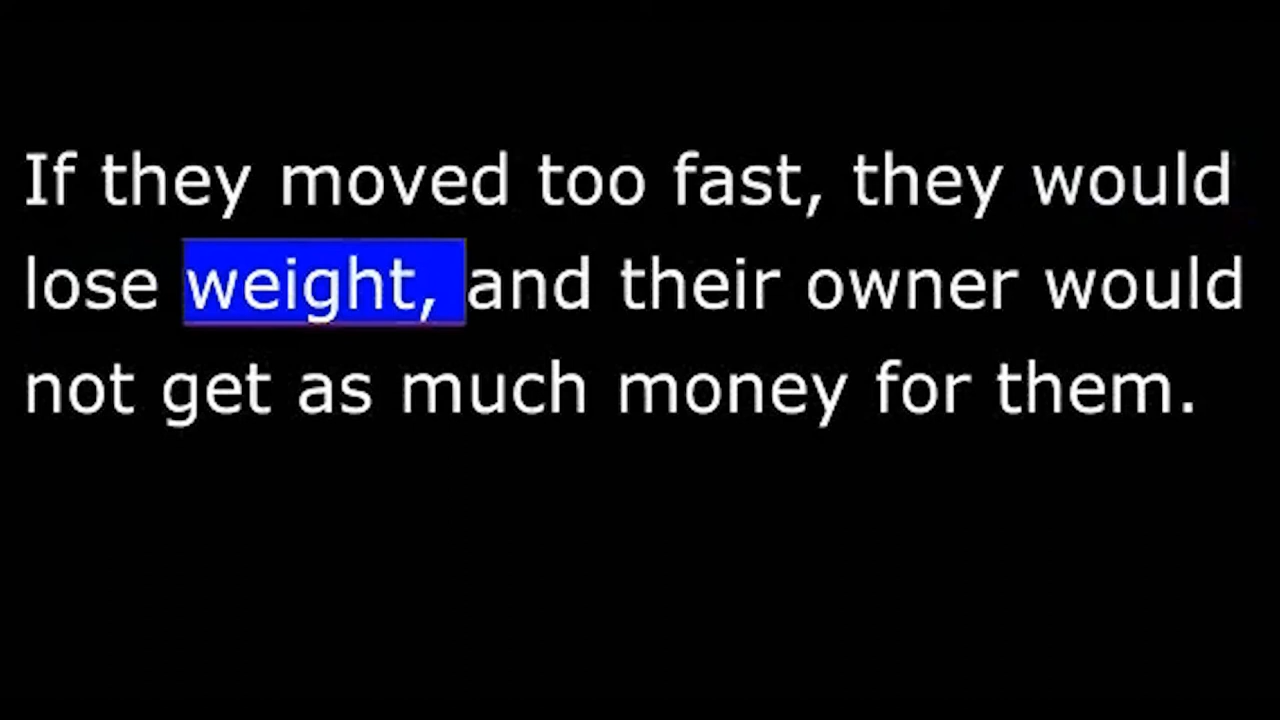 If they moved too fast, they would
lose weight, and their owner would
not get as much money for them.